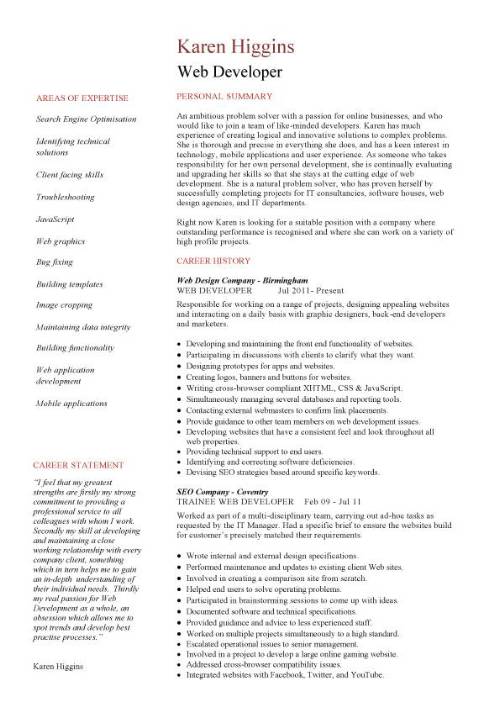 Karen Higgins
Web Developer
AREAS OF EXPERTISE
Search Engine Optimisation
Identifying technical
solutions
Client facing skills
Troubleshooting
JavaScript
Web graphics
Bug fixing
Building templates
Image cropping
Maintaining data integrity
Building functionality
Web application
development
Mobile applications
CAREER STATEMENT
“I feel that my greatest
strengths are firstly my strong
commitment to providing a
professional service to all
colleagues with whom I work.
Secondly my skill at developing
and maintaining a close
working relationship with every
company client, something
which in turn helps me to gain
an in-depth understanding of
their individual needs. Thirdly
my real passion for Web
Development as a whole, an
obsession which allows me to
spot trends and develop best
practise processes.”
Karen Higgins
PERSONAL SUMMARY
An ambitious problem solver with a passion for online businesses, and who
would like to join a team of like-minded developers. Karen has much
experience of creating logical and innovative solutions to complex problems.
She is thorough and precise in everything she does, and has a keen interest in
technology, mobile applications and user experience. As someone who takes
responsibility for her own personal development, she is continually evaluating
and upgrading her skills so that she stays at the cutting edge of web
development. She is a natural problem solver, who has proven herself by
successfully completing projects for IT consultancies, software houses, web
design agencies, and IT departments.
Right now Karen is looking for a suitable position with a company where
outstanding performance is recognised and where she can work on a variety of
high profile projects.
CAREER HISTORY
Web Design Company - Birmingham
WEB DEVELOPER Jul 2011- Present
Responsible for working on a range of projects, designing appealing websites
and interacting on a daily basis with graphic designers, back-end developers
and marketers.
• Developing and maintaining the front end functionality of websites.
• Participating in discussions with clients to clarify what they want.
• Designing prototypes for apps and websites.
• Creating logos, banners and buttons for websites.
• Writing cross-browser compliant XHTML, CSS & JavaScript.
• Simultaneously managing several databases and reporting tools.
• Contacting external webmasters to confirm link placements.
• Provide guidance to other team members on web development issues.
• Developing websites that have a consistent feel and look throughout all
web properties.
• Providing technical support to end users.
• Identifying and correcting software deficiencies.
• Devising SEO strategies based around specific keywords.
SEO Company - Coventry
TRAINEE WEB DEVELOPER Feb 09 - Jul 11
Worked as part of a multi-disciplinary team, carrying out ad-hoc tasks as
requested by the IT Manager. Had a specific brief to ensure the websites build
for customer’s precisely matched their requirements.
• Wrote internal and external design specifications.
• Performed maintenance and updates to existing client Web sites.
• Involved in creating a comparison site from scratch.
• Helped end users to solve operating problems.
• Participated in brainstorming sessions to come up with ideas.
• Documented software and technical specifications.
• Provided guidance and advice to less experienced staff.
• Worked on multiple projects simultaneously to a high standard.
• Escalated operational issues to senior management.
• Involved in a project to develop a large online gaming website.
• Addressed cross-browser compatibility issues.
• Integrated websites with Facebook, Twitter, and YouTube.